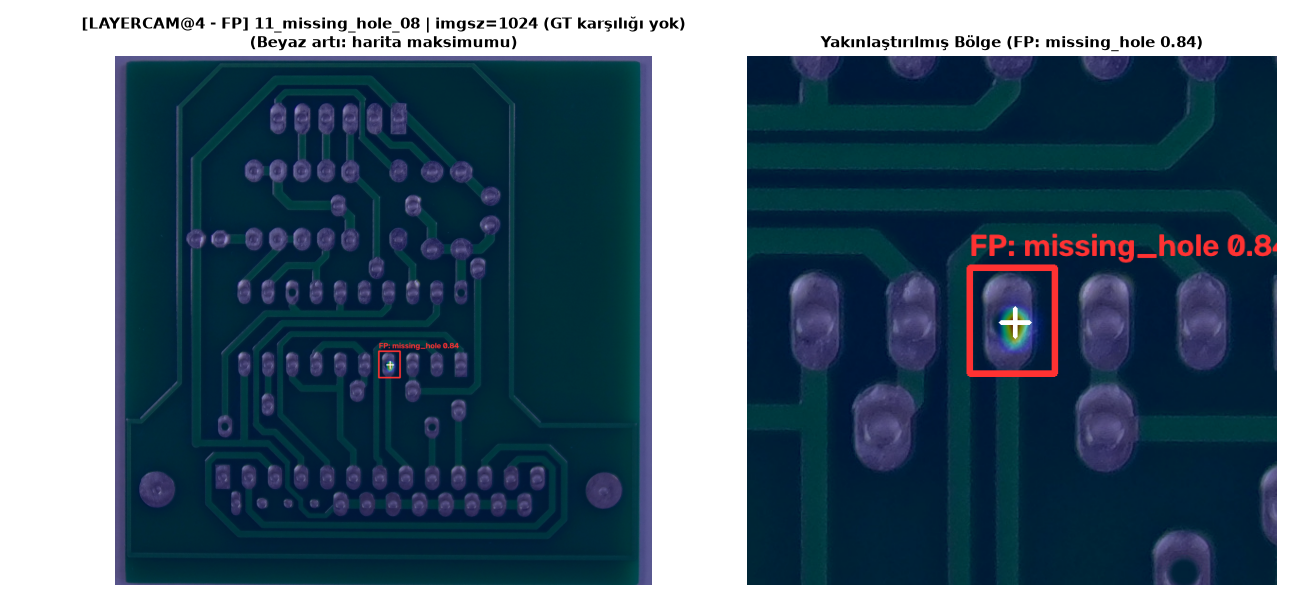 [LAYERCAM@4 - FP] 11_missing_hole_08 | imgsz=1024 (GT karşılığı yok)
(Beyaz artı: harita maksimumu)
Yakınlaştırılmış Bölge (FP: missing_hole 0.84)
FP: missing_hole 0.84
FP: missing_hole 0.84